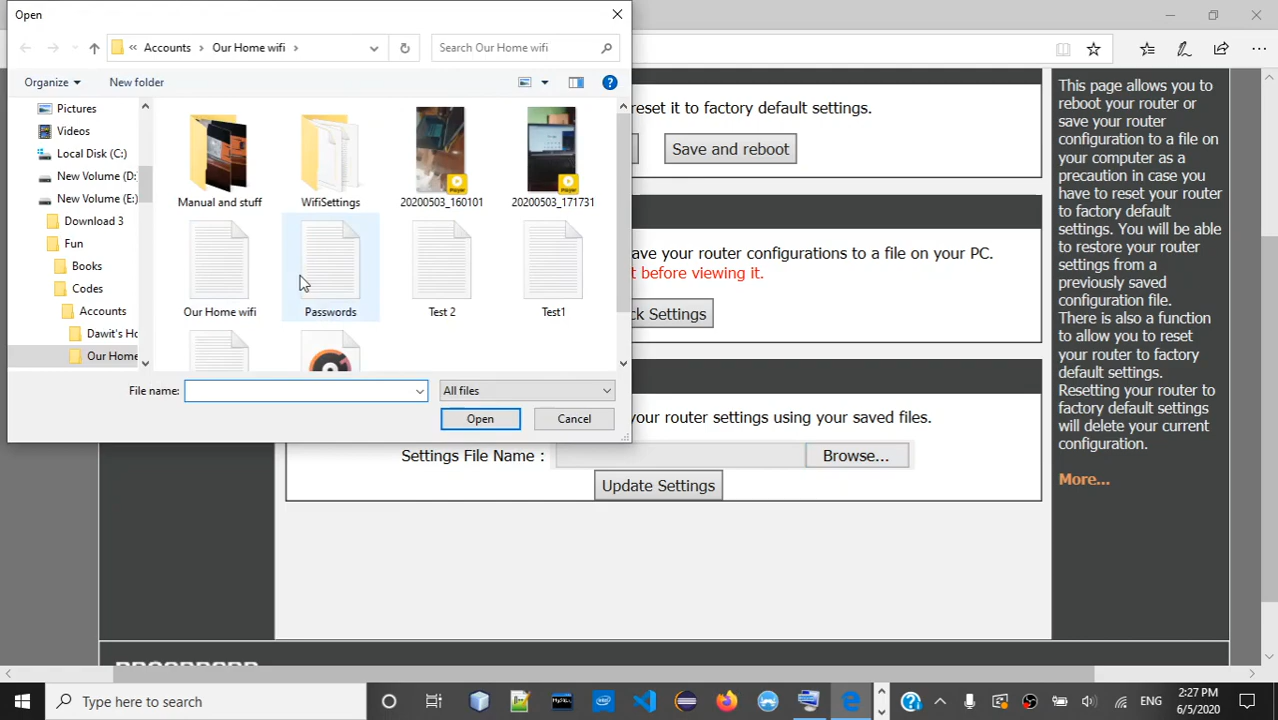 Open
« Accounts › Our Home wifi ›
Search Our Home wifi
Organize
New folder
Pictures
Videos
Local Disk (C:)
New Volume (D:
New Volume (E:)
Download 3
Fun
Books
Codes
Accounts
Dawit's Ho
Our Home
Manual and stuff
WifiSettings
20200503_160101
20200503_171731
Our Home wifi
Passwords
Test 2
Test1
File name:
All files
Open
Cancel
reset it to factory default settings.
Save and reboot
ave your router configurations to a file on your PC.
t before viewing it.
ck Settings
your router settings using your saved files.
Settings File Name :
Browse...
Update Settings
This page allows you to
reboot your router or
save your router
configuration to a file on
your computer as a
precaution in case you
have to reset your router
to factory default
settings. You will be able
to restore your router
settings from a
previously saved
configuration file.
There is also a function
to allow you to reset
your router to factory
default settings.
Resetting your router to
factory default settings
will delete your current
configuration.
More...
Type here to search
ENG
2:27 PM
6/5/2020